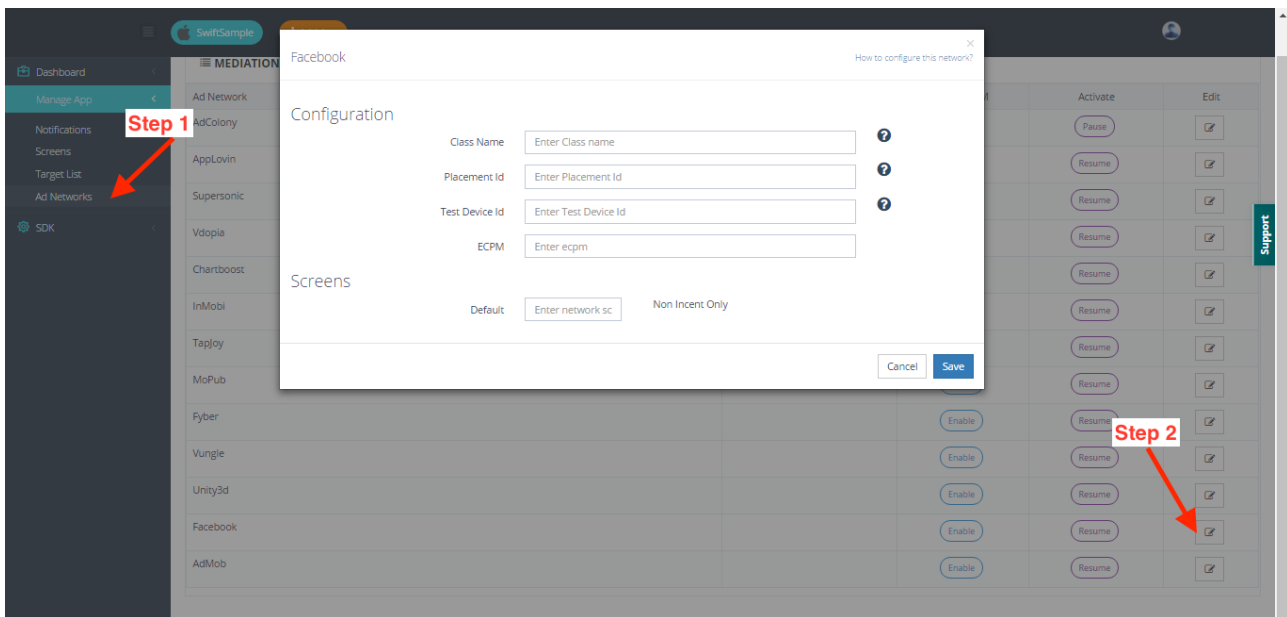 SwiftSample
Facebook
×
How to configure this network?
Dashboard
MEDIATION
Manage App
Ad Network
Activate
Edit
Configuration
Notifications
Step 1
AdColony
Class Name
Enter Class name
?
Pause
Screens
AppLovin
Placement Id
Enter Placement Id
?
Resume
Target List
Ad Networks
Supersonic
Test Device Id
Enter Test Device Id
?
Resume
SDK
Vdopia
ECPM
Enter ecpm
Resume
Support
Chartboost
Screens
Resume
InMobi
Default
Enter network sc
Non Incent Only
Resume
TapJoy
Resume
Cancel
Save
MoPub
Resume
Fyber
Enable
Resume
Step 2
Vungle
Enable
Resume
Unity3d
Enable
Resume
Facebook
Enable
Resume
AdMob
Enable
Resume